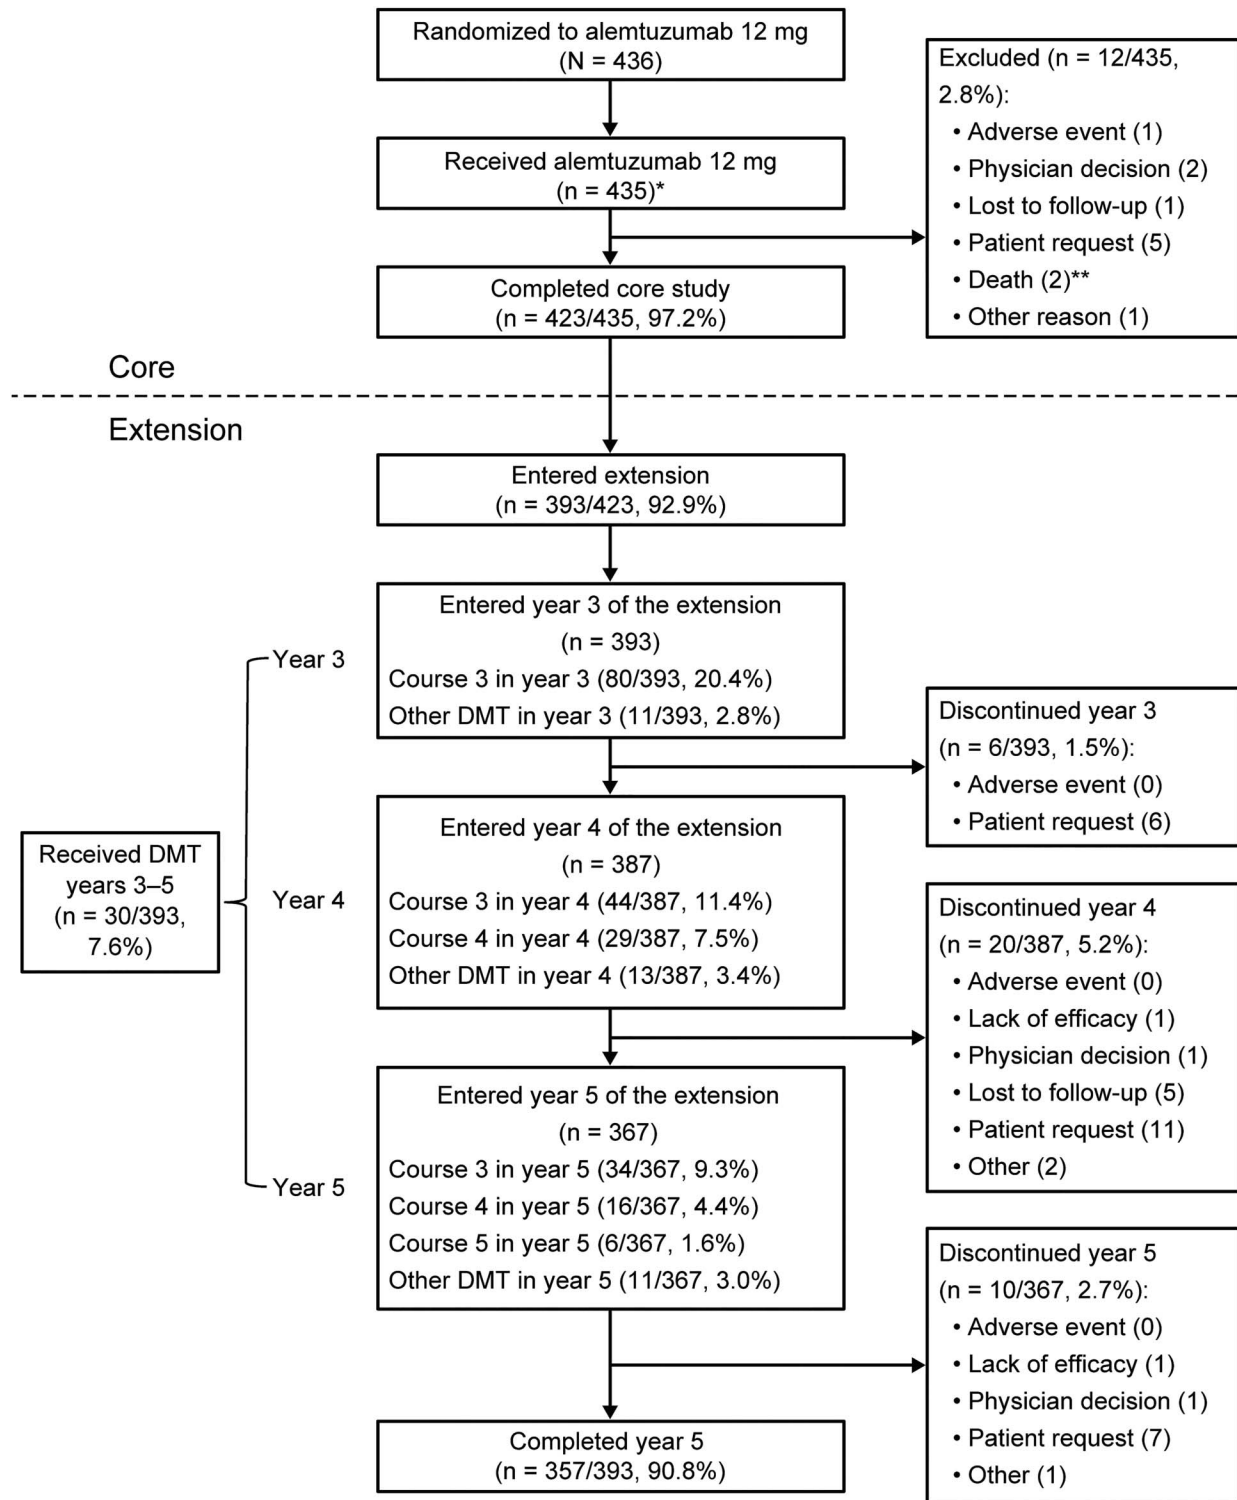 Randomized to alemtuzumab 12 mg
(N = 436)
Received alemtuzumab 12 mg
(n = 435)*
Excluded (n = 12/435,
2.8%):
• Adverse event (1)
• Physician decision (2)
• Lost to follow-up (1)
• Patient request (5)
• Death (2)**
• Other reason (1)
Completed core study
(n = 423/435, 97.2%)
Core
Extension
Entered extension
(n = 393/423, 92.9%)
Entered year 3 of the extension
(n = 393)
Course 3 in year 3 (80/393, 20.4%)
Other DMT in year 3 (11/393, 2.8%)
Year 3
Discontinued year 3
(n = 6/393, 1.5%):
• Adverse event (0)
• Patient request (6)
Received DMT
years 3–5
(n = 30/393,
7.6%)
Year 4
Entered year 4 of the extension
(n = 387)
Course 3 in year 4 (44/387, 11.4%)
Course 4 in year 4 (29/387, 7.5%)
Other DMT in year 4 (13/387, 3.4%)
Discontinued year 4
(n = 20/387, 5.2%):
• Adverse event (0)
• Lack of efficacy (1)
• Physician decision (1)
• Lost to follow-up (5)
• Patient request (11)
• Other (2)
Year 5
Entered year 5 of the extension
(n = 367)
Course 3 in year 5 (34/367, 9.3%)
Course 4 in year 5 (16/367, 4.4%)
Course 5 in year 5 (6/367, 1.6%)
Other DMT in year 5 (11/367, 3.0%)
Discontinued year 5
(n = 10/367, 2.7%):
• Adverse event (0)
• Lack of efficacy (1)
• Physician decision (1)
• Patient request (7)
• Other (1)
Completed year 5
(n = 357/393, 90.8%)